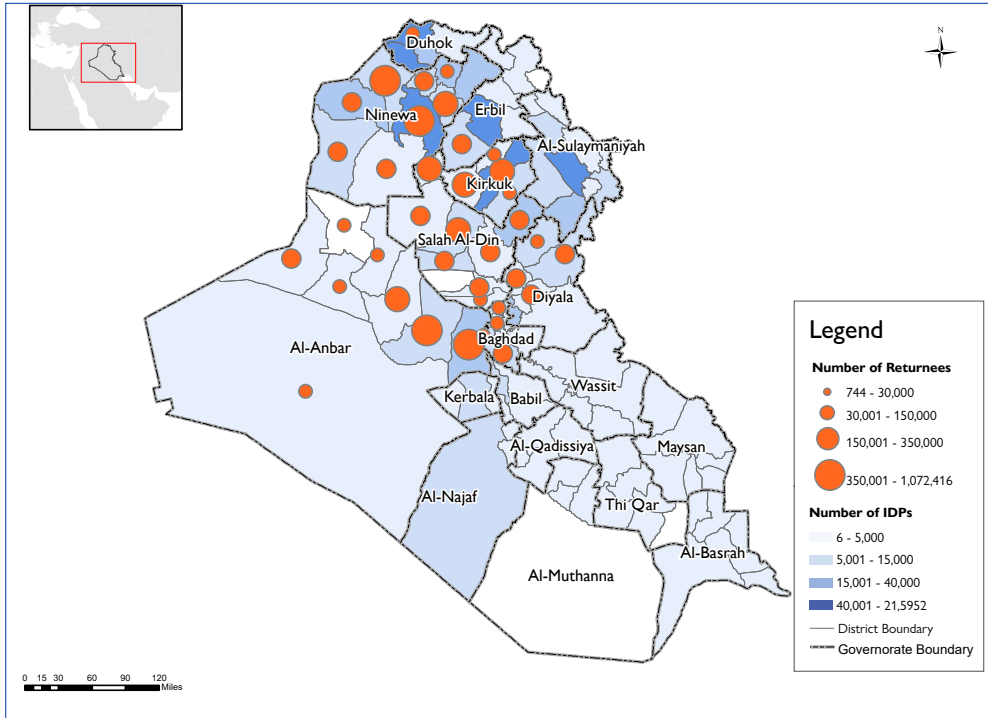 N
Duhok
Ninewa
Erbil
Al-Sulaymaniyah
Kirkuk
Salah Al-Din
Diyala
Al-Anbar
Baghdad
Wassit
Kerbala
Babil
Al-Qadissiya
Maysan
Al-Najaf
Thi Qar
Al-Basrah
Al-Muthanna
Legend
Number of Returnees
744 - 30,000
30,001 - 150,000
150,001 - 350,000
350,001 - 1,072,416
Number of IDPs
6 - 5,000
5,001 - 15,000
15,001 - 40,000
40,001 - 21,5952
District Boundary
Governorate Boundary
0 15 30 60 90 120
Miles